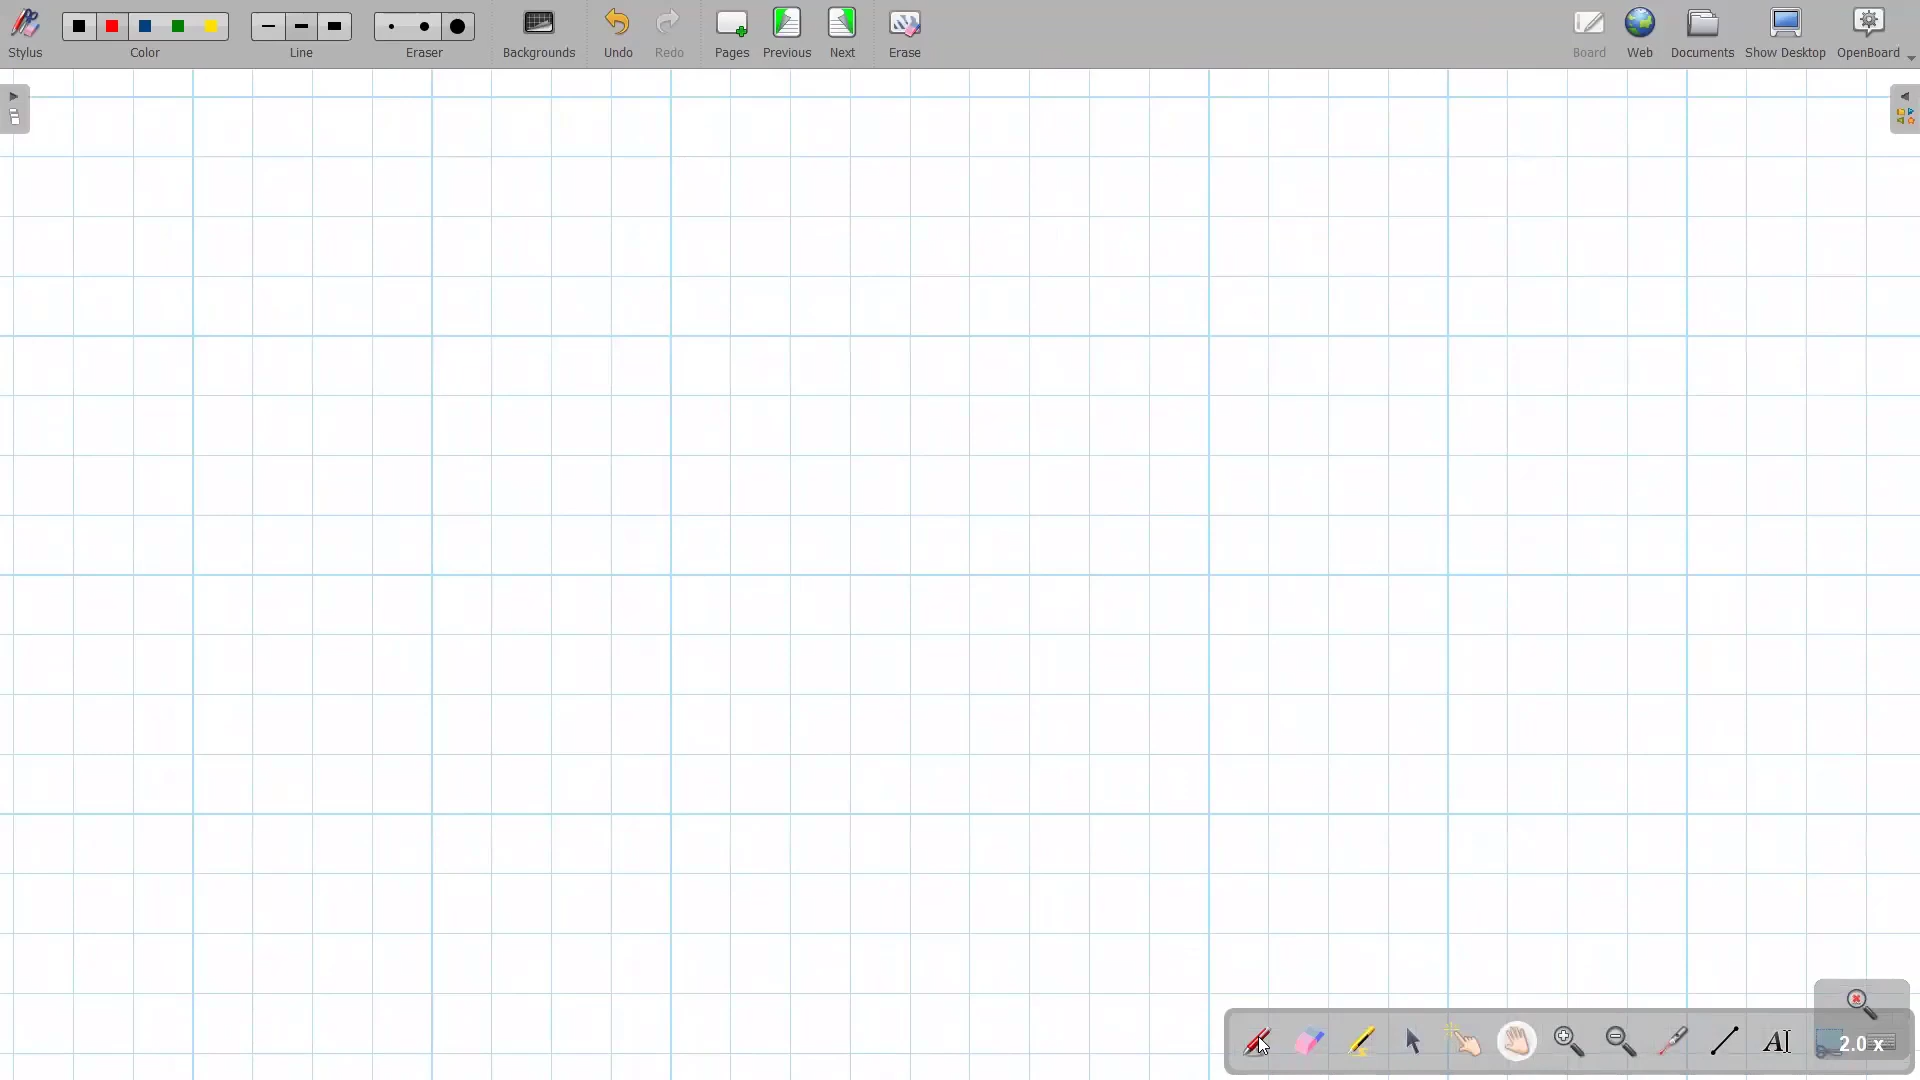 Stylus
Color
Line
Eraser
Backgrounds
Undo
Redo
Pages
Previous
Next
Erase
Board
Web
Documents
Show Desktop
OpenBoard
AI
2.0 x